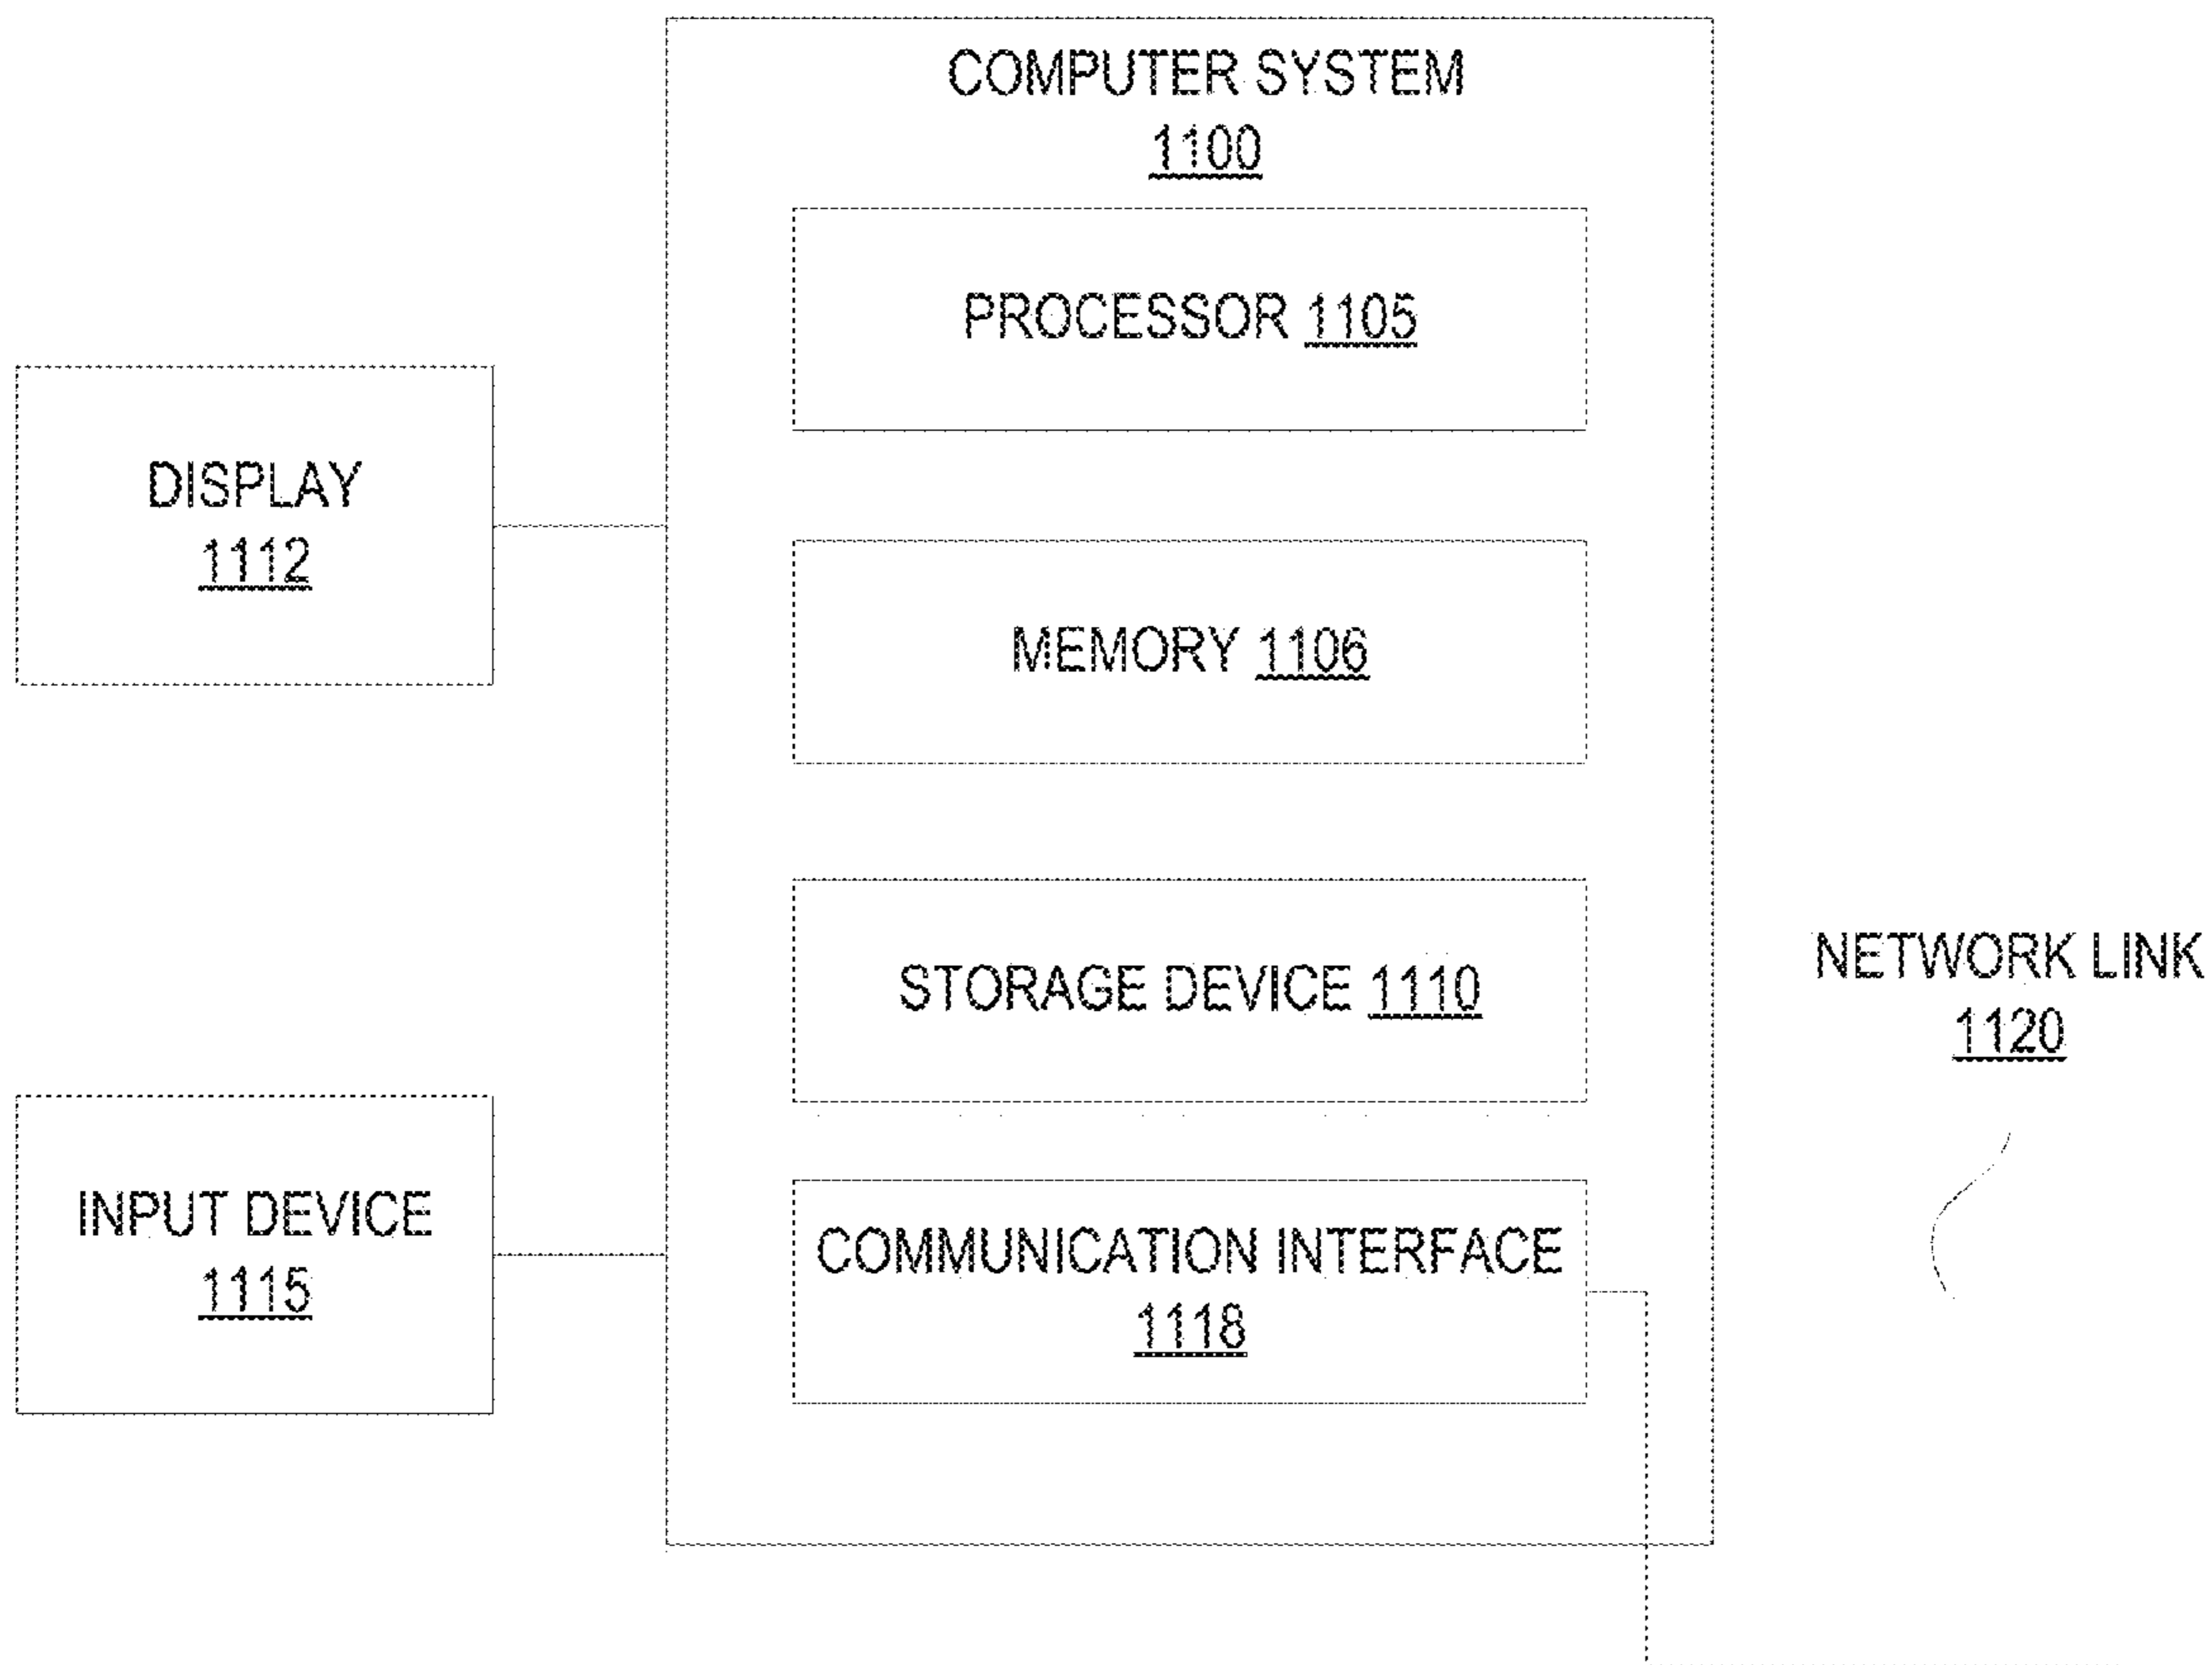 COMPUTER SYSTEM
1100
PROCESSOR 1105
DISPLAY
1112
MEMORY 1106
STORAGE DEVICE 1110
NETWORK LINK
1120
INPUT DEVICE
1115
COMMUNICATION INTERFACE
1118